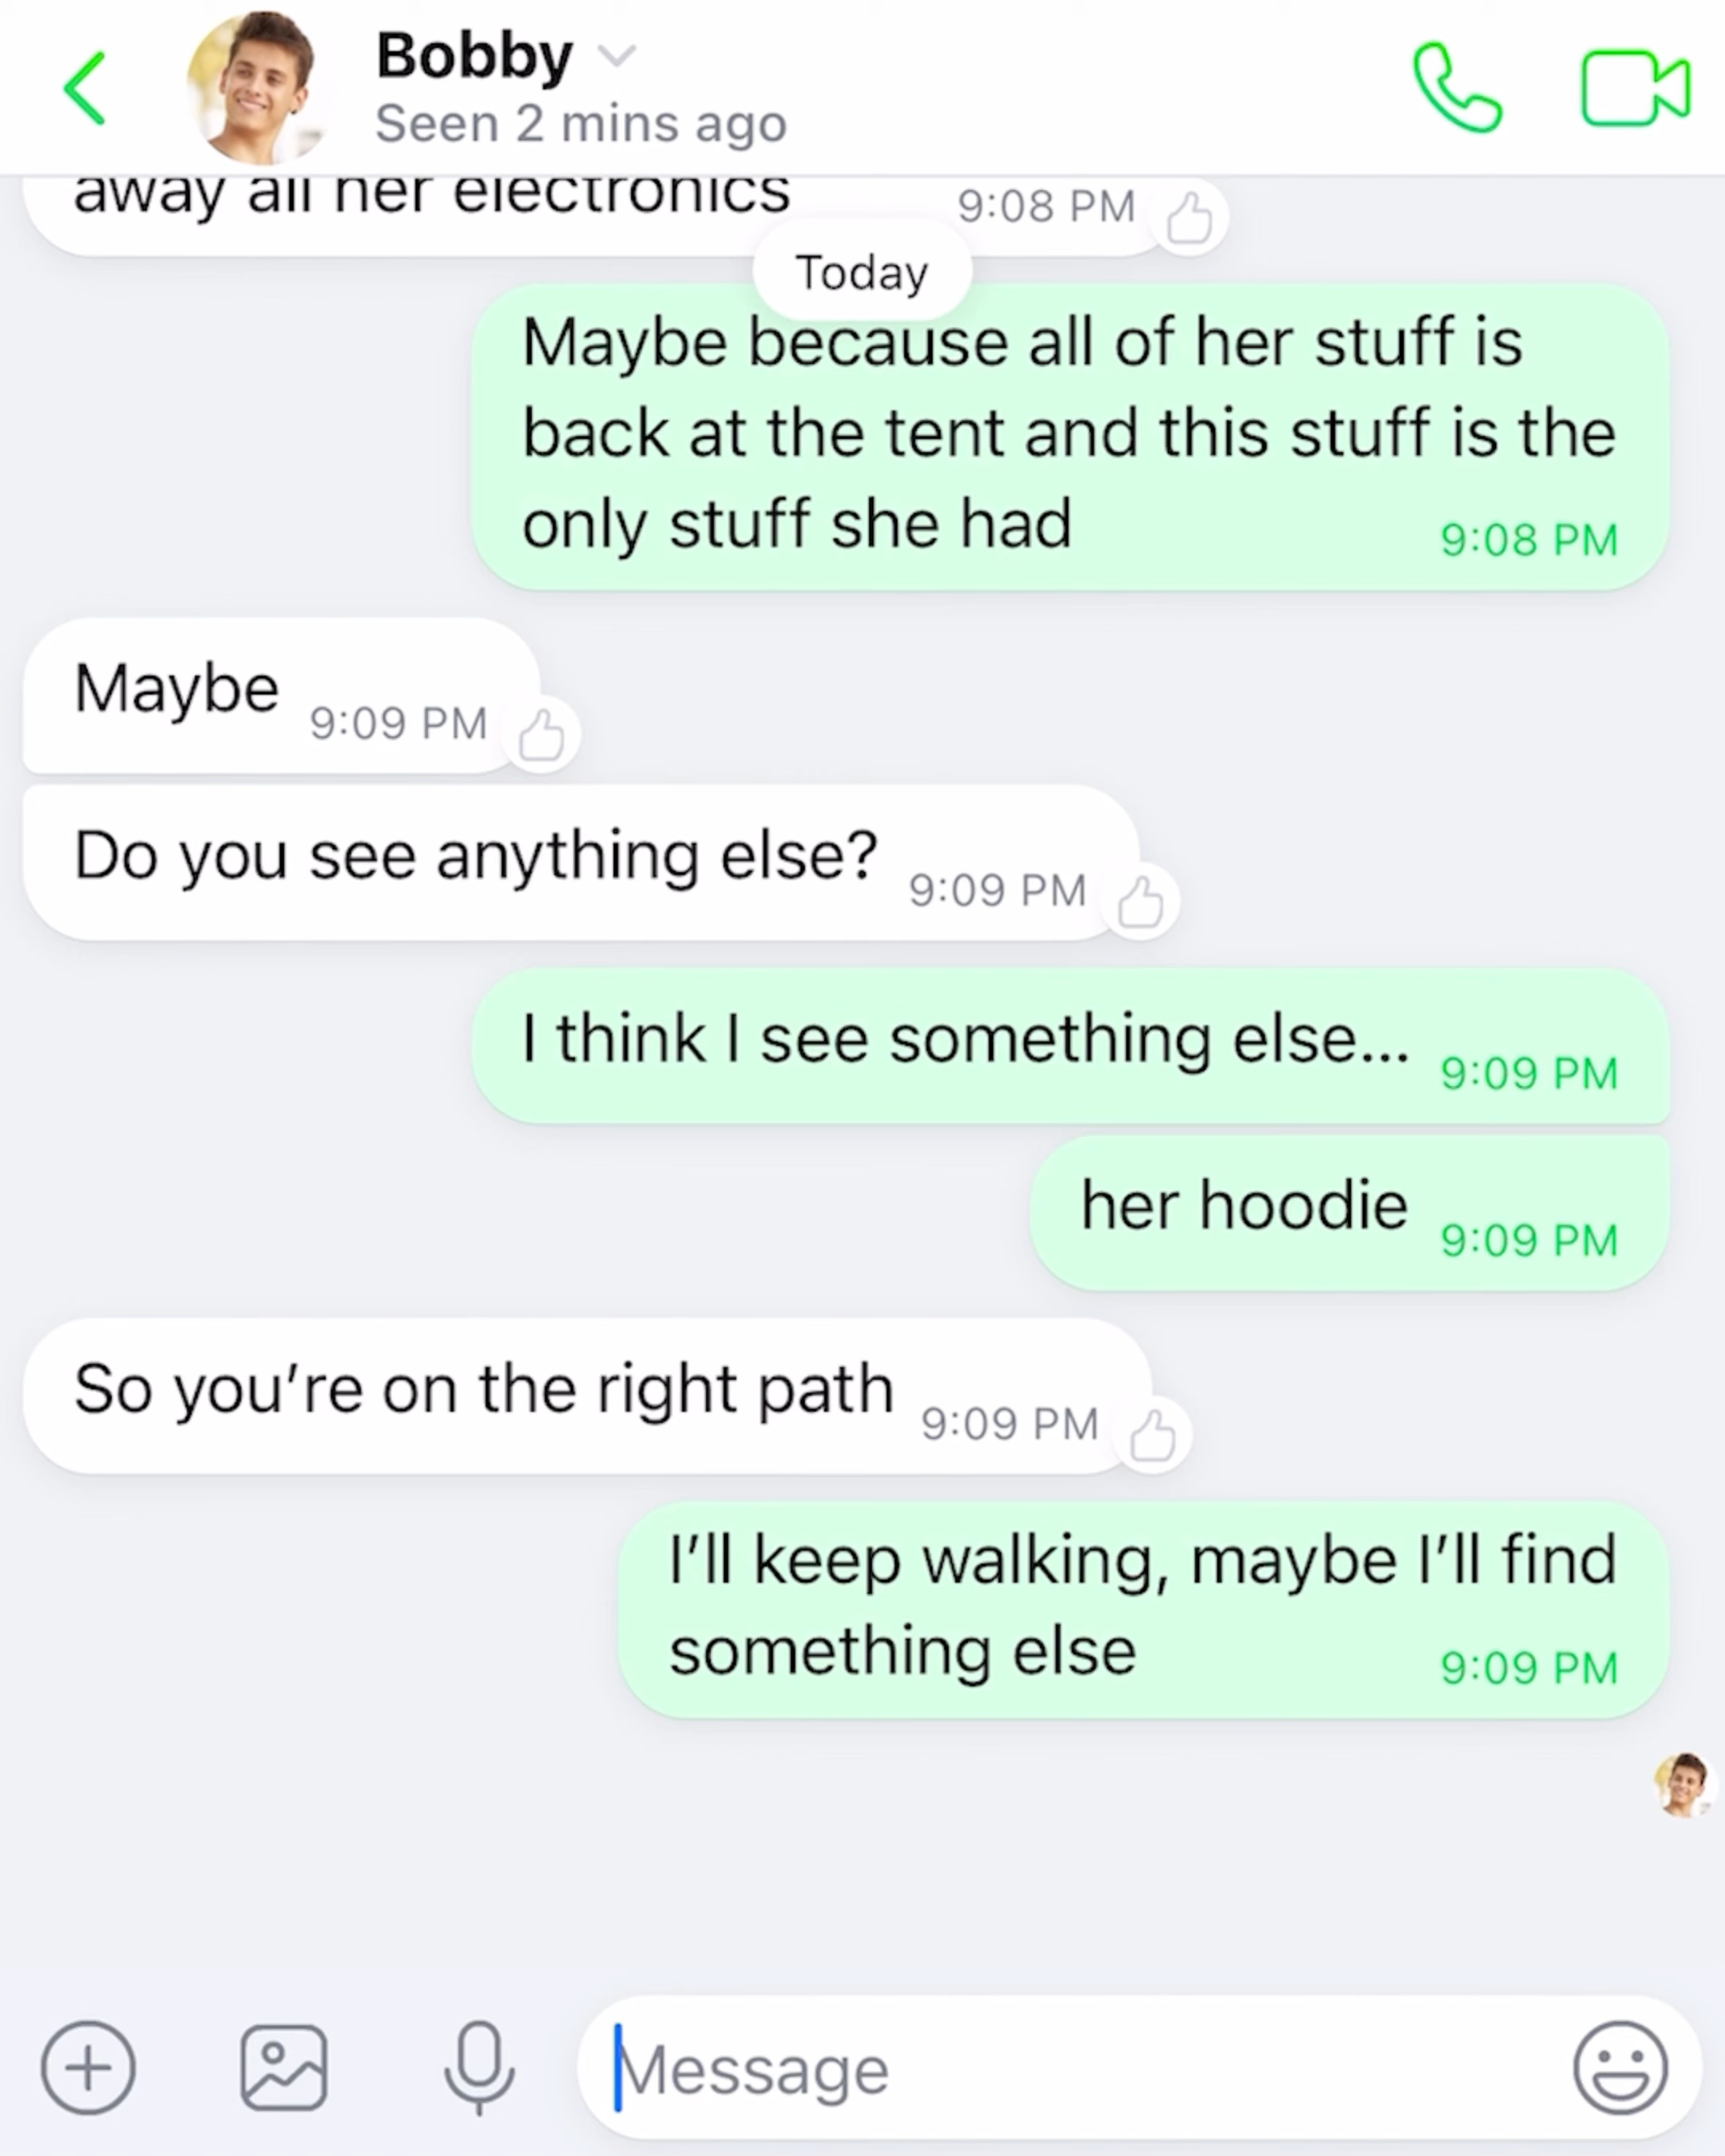 Bobby
Seen 2 mins ago
away all her electronics
9:08 PM
Today
Maybe because all of her stuff is
back at the tent and this stuff is the
only stuff she had
9:08 PM
Maybe
9:09 PM
Do you see anything else?
9:09 PM
I think I see something else...
9:09 PM
her hoodie
9:09 PM
So you’re on the right path
9:09 PM
I’ll keep walking, maybe I’ll find
something else
9:09 PM
Message